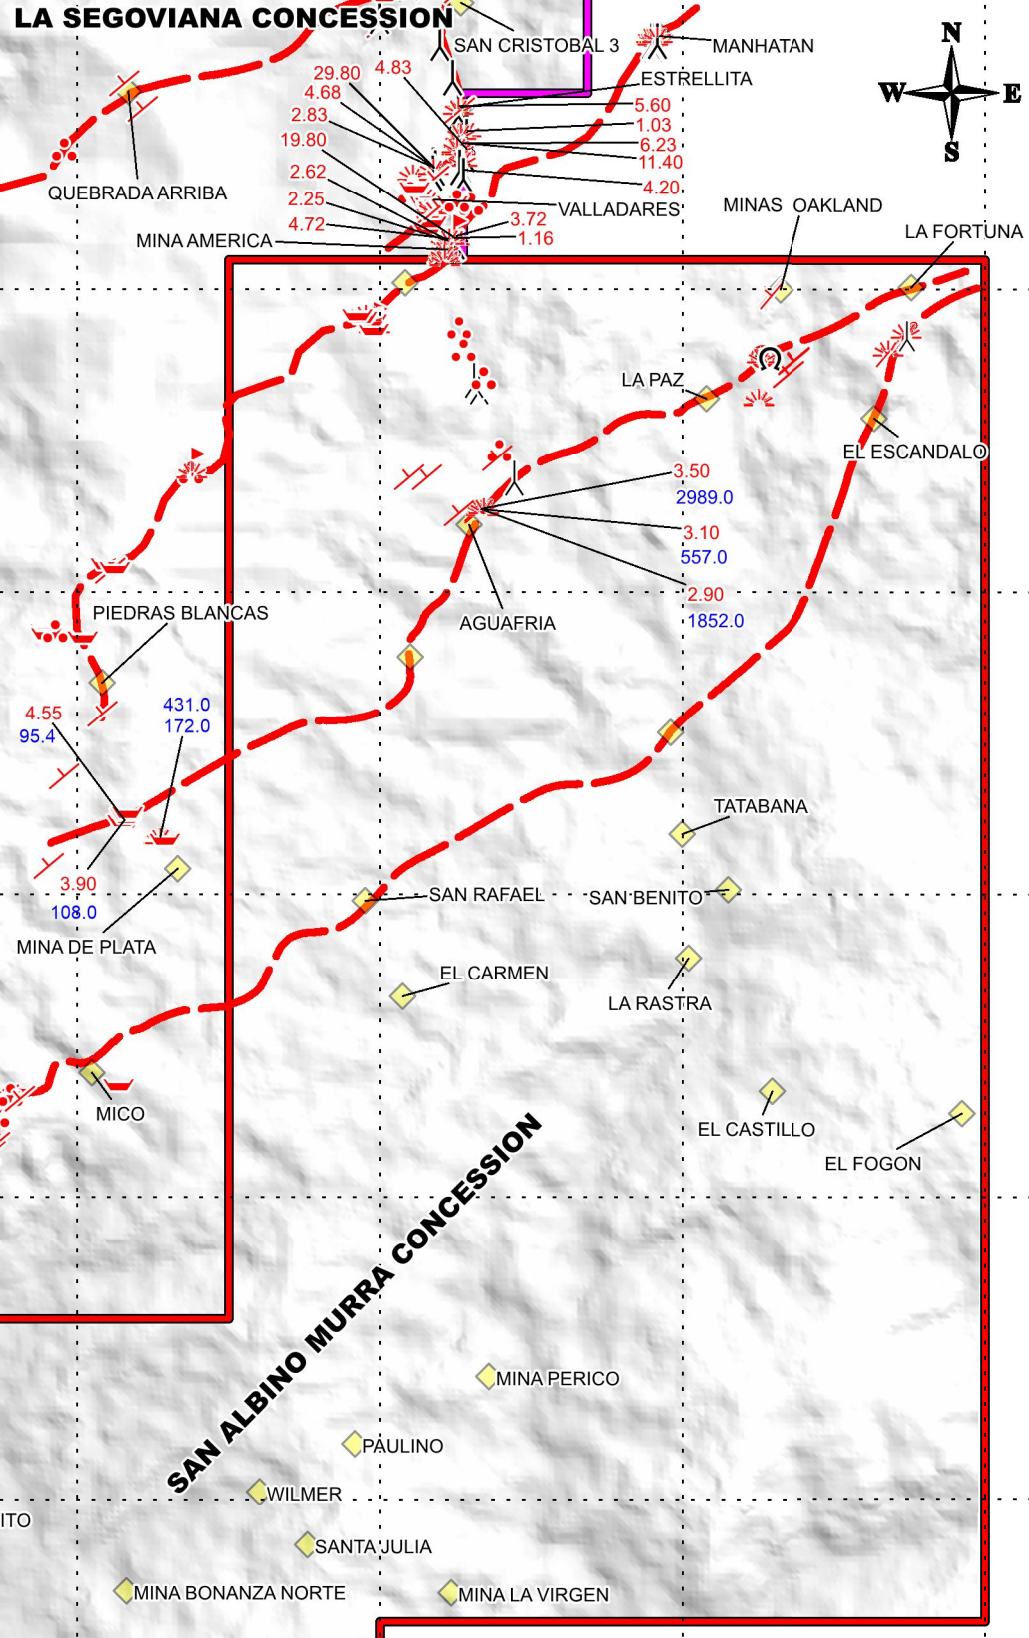 LA SEGOVIANA CONCESSION
SAN CRISTOBAL 3
MANHATAN
N
W
E
S
29.80
4.83
ESTRELLITA
4.68
5.60
2.83
1.03
19.80
6.23
11.40
2.62
4.20
QUEBRADA ARRIBA
2.25
VALLADARES
MINAS OAKLAND
4.72
3.72
1.16
MINA AMERICA
LA FORTUNA
LA PAZ
EL ESCANDALO
3.50
2989.0
3.10
557.0
2.90
1852.0
PIEDRAS BLANCAS
AGUAFRIA
4.55
95.4
431.0
172.0
TATABANA
3.90
108.0
SAN RAFAEL
SAN BENITO
MINA DE PLATA
EL CARMEN
LA RASTRA
MICO
EL CASTILLO
EL FOGON
SAN ALBINO MURRA CONCESSION
MINA PERICO
PAULINO
WILMER
ITO
SANTA JULIA
MINA BONANZA NORTE
MINA LA VIRGEN